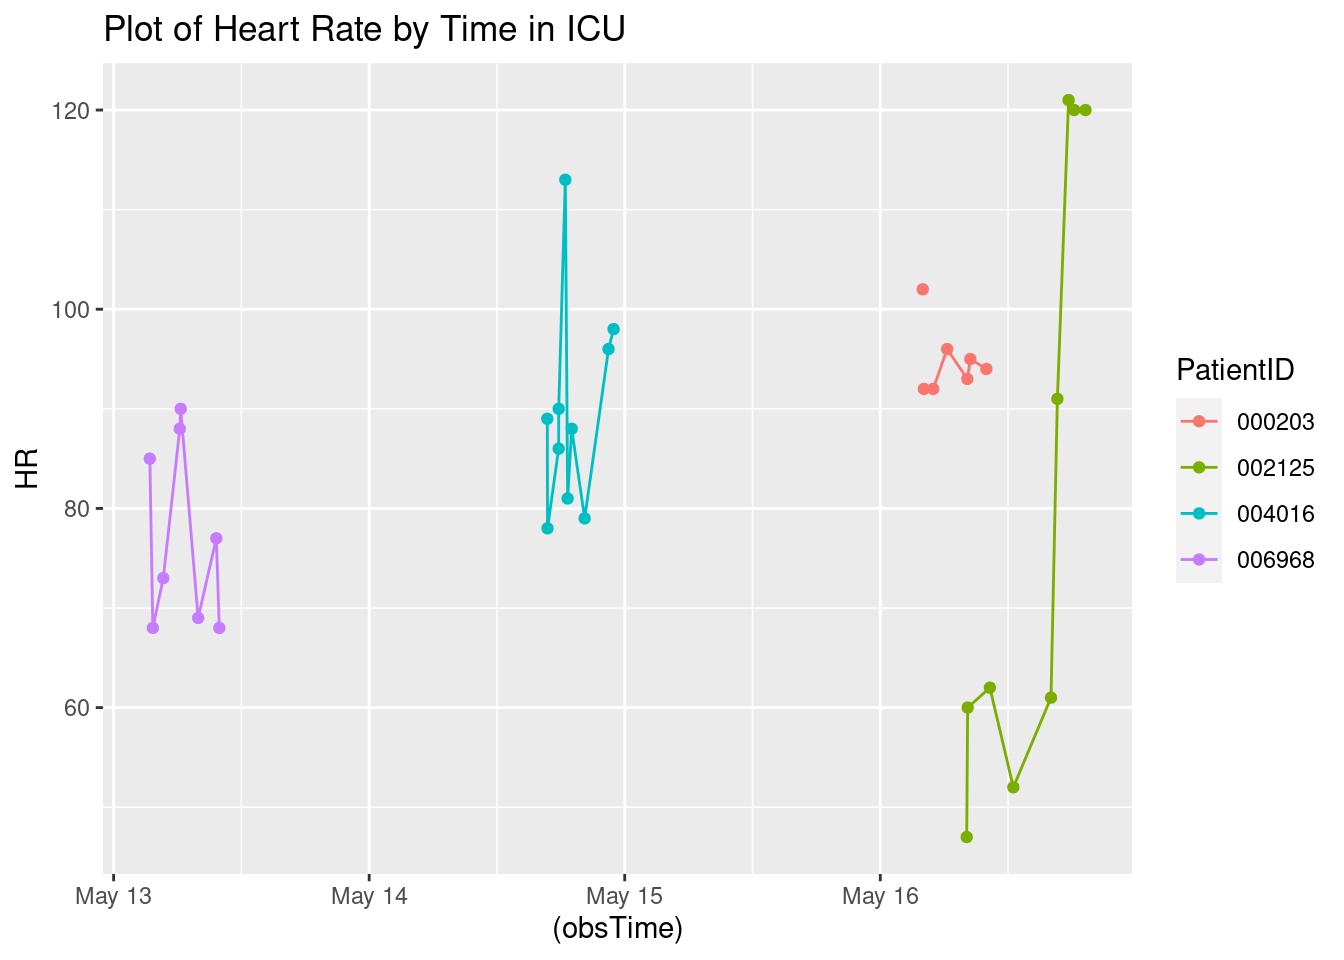 Plot of Heart Rate by Time in ICU
120
100
80
60
HR
May 13
May 14
May 15
May 16
(obsTime)
PatientID
000203
002125
004016
006968